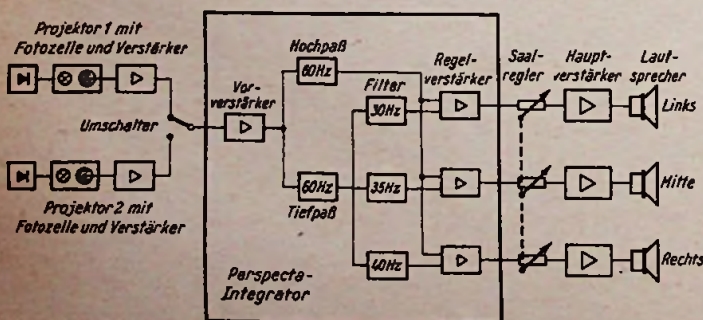 Projektor 1 mit
Fotozelle und Verstärker
Umschalter
Projektor 2 mit
Fotozelle und Verstärker
Vor-
verstärker
Hochpaß
60Hz
60Hz
Tiefpaß
Filter
30Hz
35Hz
40Hz
Regel-
verstärker
Perspecta-
Integrator
Saal-
regler
Haupt-
verstärker
Laut-
sprecher
Links
Mitte
Rechts